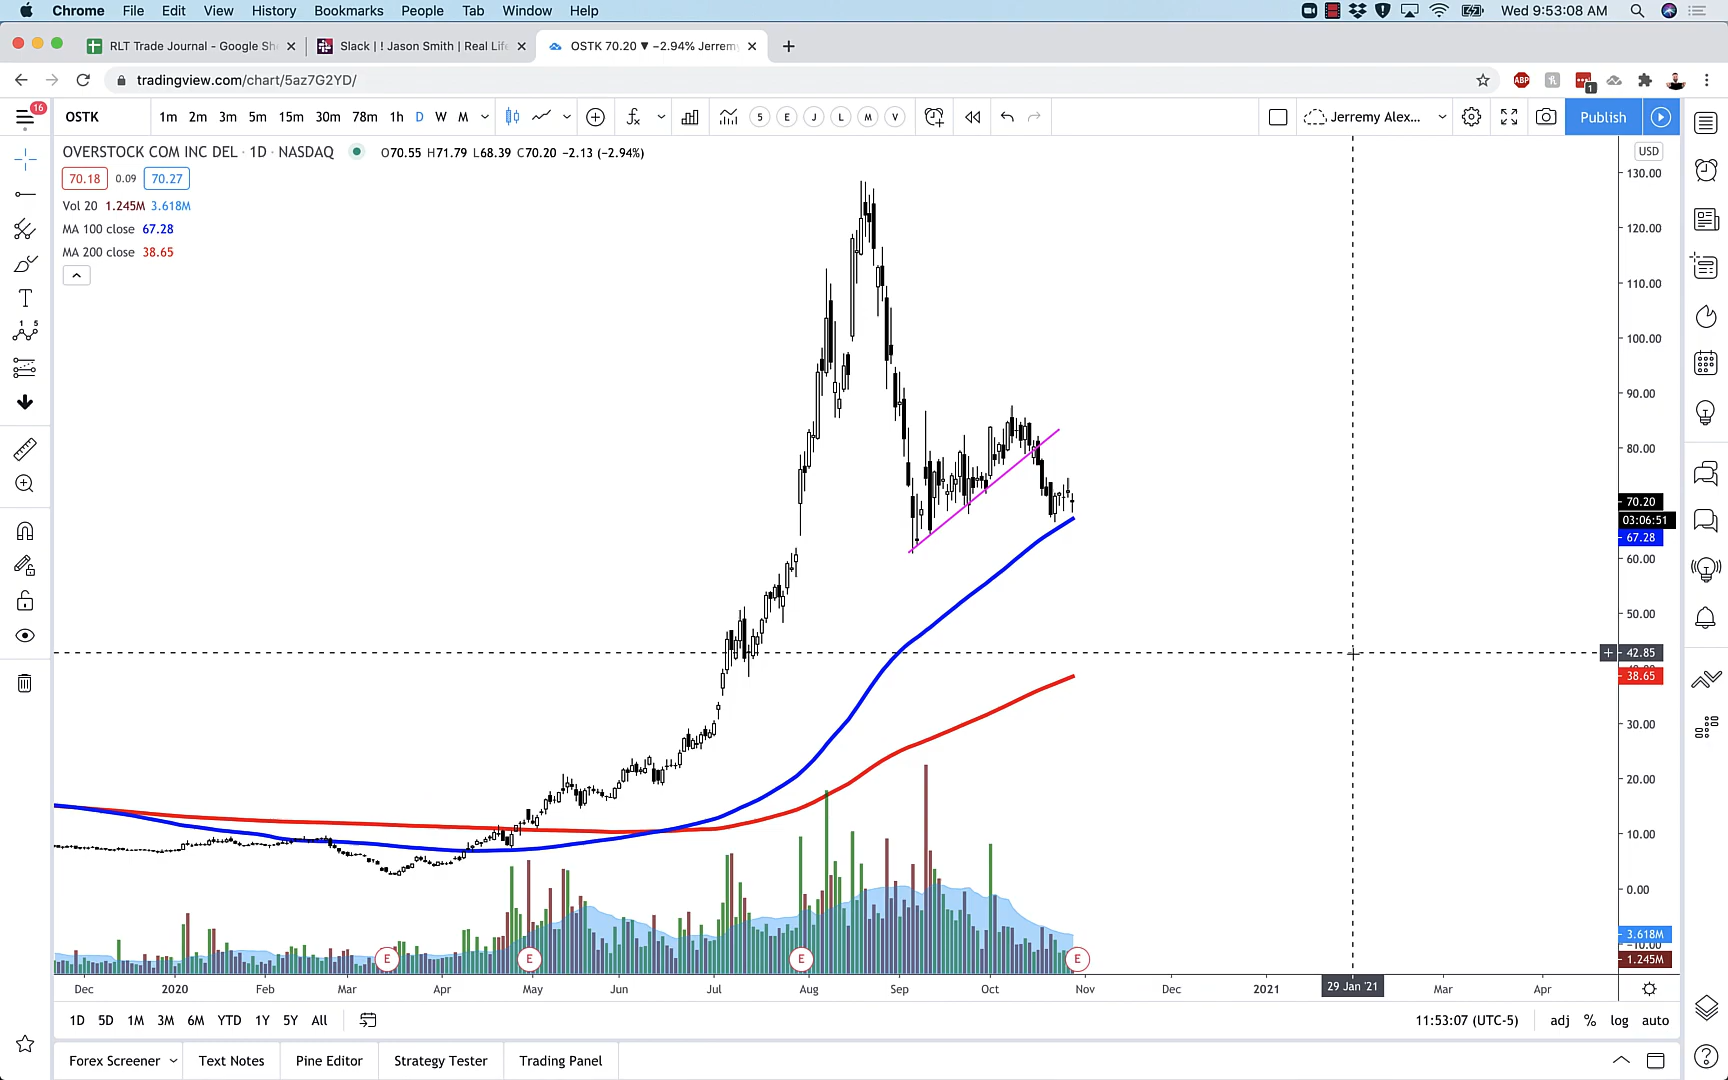 Chrome File Edit View History Bookmarks People Tab Window Help Wed 9:53:08 AM
RLT Trade Journal - Google She Slack | ! Jason Smith | Real Life OSTK 70.20 ▼ −2.94% Jerremy
tradingview.com/chart/5az7G2YD/
ABP 1
16
OSTK 1m 2m 3m 5m 15m 30m 78m 1h D W M 5 E J L M V Jerremy Alex... Publish
OVERSTOCK COM INC DEL · 1D · NASDAQ O70.55 H71.79 L68.39 C70.20 −2.13 (−2.94%)
70.18 0.09 70.27
Vol 20 1.245M 3.618M
MA 100 close 67.28
MA 200 close 38.65
USD
130.00
120.00
110.00
100.00
90.00
80.00
70.20
03:06:51
67.28
60.00
50.00
42.85
38.65
30.00
20.00
10.00
0.00
3.618M
−10.00
1.245M
E E E E
Dec 2020 Feb Mar Apr May Jun Jul Aug Sep Oct Nov Dec 2021 29 Jan '21 Mar Apr
1D 5D 1M 3M 6M YTD 1Y 5Y All 11:53:07 (UTC-5) adj % log auto
Forex Screener Text Notes Pine Editor Strategy Tester Trading Panel